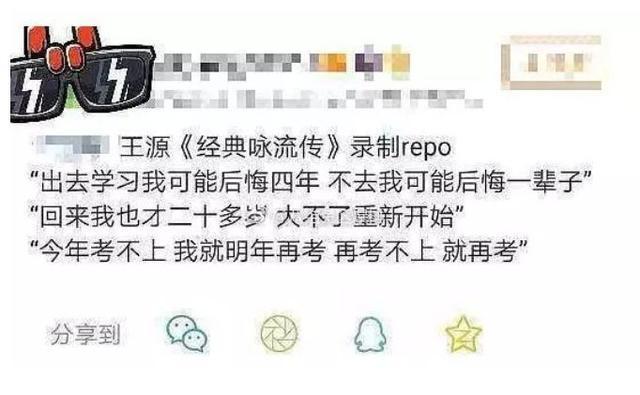 王源《经典咏流传》录制repo
“出去学习我可能后悔四年 不去我可能后悔一辈子”
“回来我也才二十多岁 大不了重新开始”
“今年考不上 我就明年再考 再考不上 就再考”
分享到